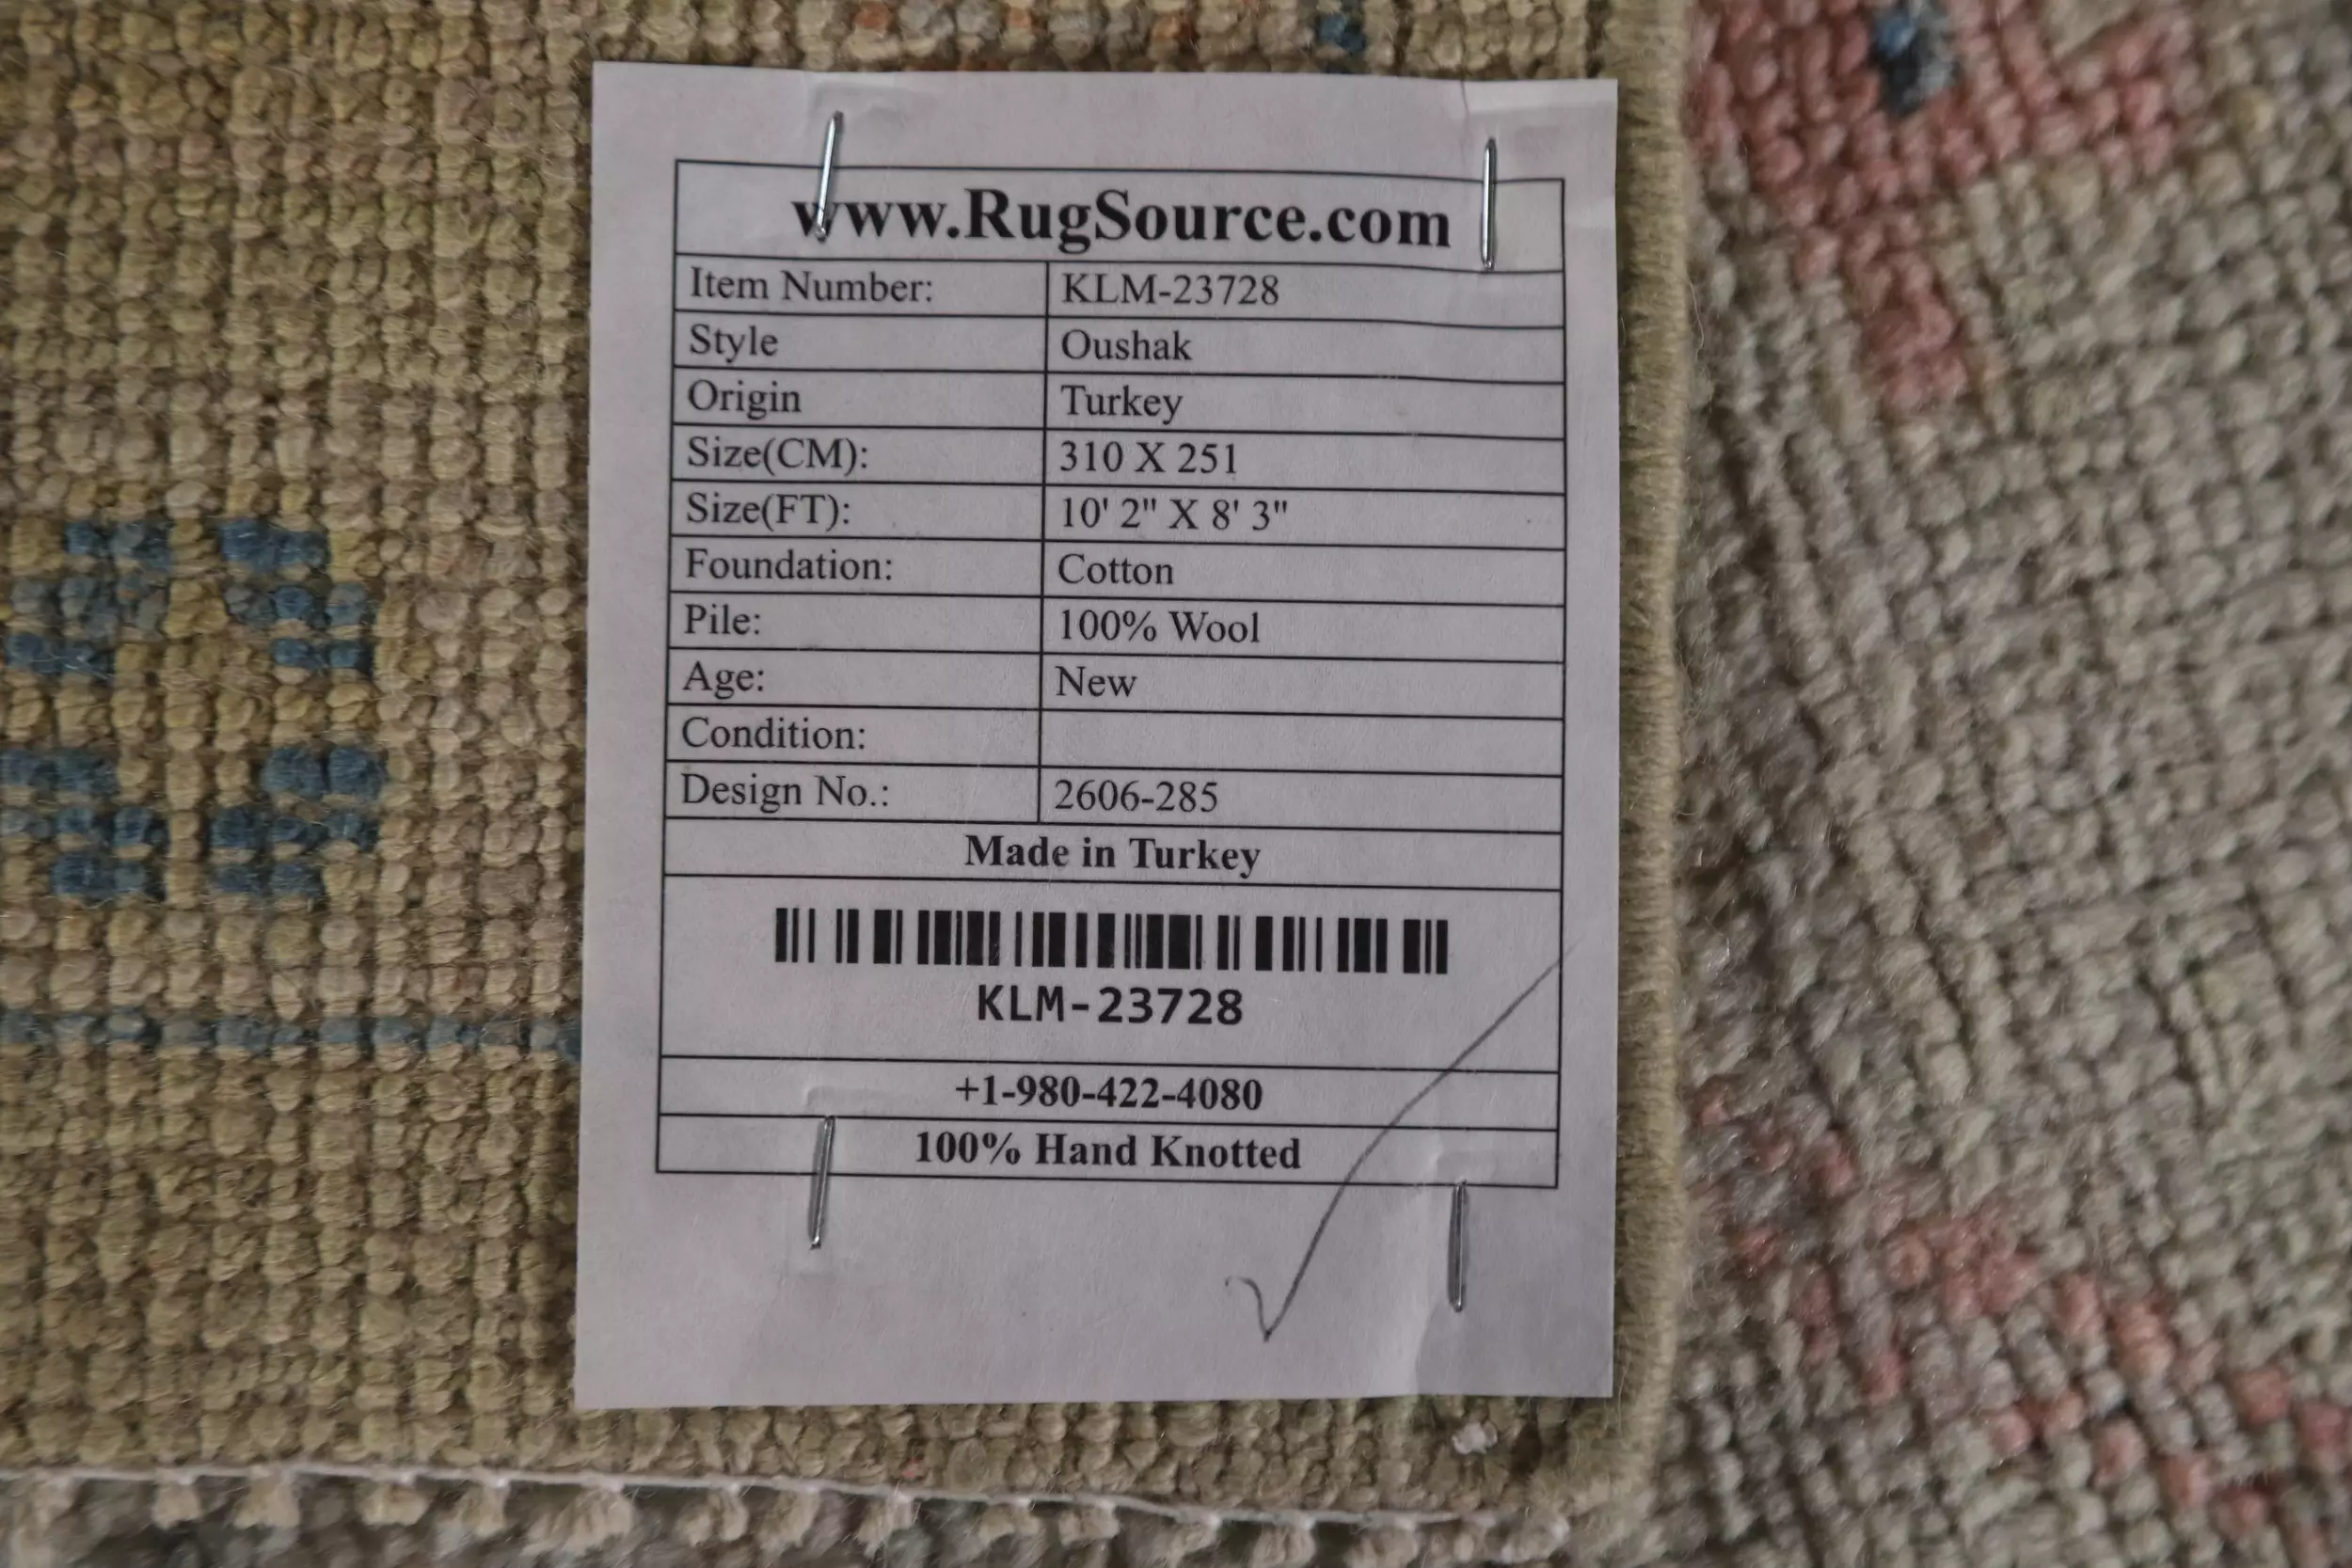 www.RugSource.com
Item Number: KLM-23728
Style Oushak
Origin Turkey
Size(CM): 310 X 251
Size(FT): 10' 2" X 8' 3"
Foundation: Cotton
Pile: 100% Wool
Age: New
Condition:
Design No.: 2606-285
Made in Turkey
KLM-23728
+1-980-422-4080
100% Hand Knotted